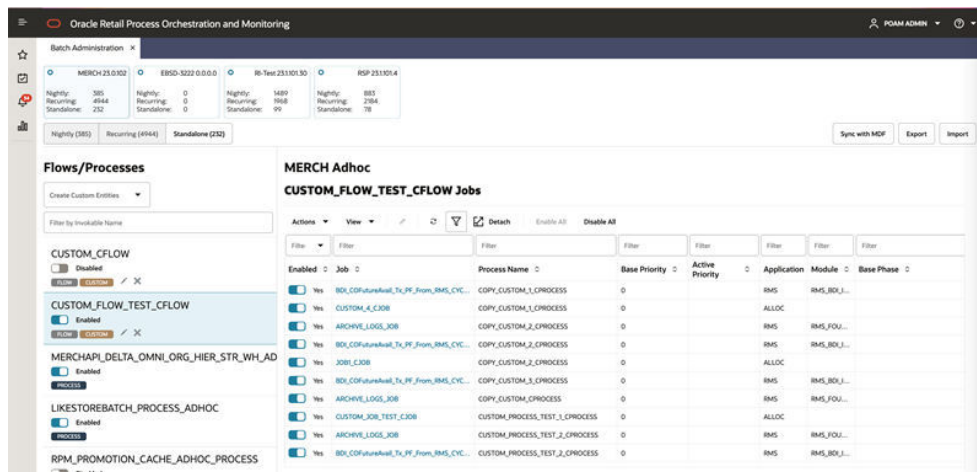 Oracle Retail Process Orchestration and Monitoring
POAM ADMIN
Batch Administration ×
MERCH 23.0.102
Nightly: 385
Recurring: 4944
Standalone: 232
EBSD-3222 0.0.0.0
Nightly: 0
Recurring: 0
Standalone: 0
RI-Test 23.1.101.30
Nightly: 1489
Recurring: 1968
Standalone: 99
RSP 23.1.101.4
Nightly: 883
Recurring: 2184
Standalone: 78
Nightly (385) Recurring (4944) Standalone (232)
Sync with MDF Export Import
Flows/Processes
Create Custom Entities
Filter by Invokable Name
CUSTOM_CFLOW
Disabled
FLOW CUSTOM
CUSTOM_FLOW_TEST_CFLOW
Enabled
FLOW CUSTOM
MERCHAPI_DELTA_OMNI_ORG_HIER_STR_WH_AD
Enabled
PROCESS
LIKESTOREBATCH_PROCESS_ADHOC
Enabled
PROCESS
RPM_PROMOTION_CACHE_ADHOC_PROCESS
MERCH Adhoc
CUSTOM_FLOW_TEST_CFLOW Jobs
Actions View Detach Enable All Disable All
Filter Filter Filter Filter Filter Filter Filter Filter
Enabled Job Process Name Base Priority Active Priority Application Module Base Phase
Yes BDI_COFutureAvail_Tx_PF_From_RMS_CYC... COPY_CUSTOM_1_CPROCESS 0 RMS RMS_BDI_I...
Yes CUSTOM_4_CJOB COPY_CUSTOM_1_CPROCESS 0 ALLOC
Yes ARCHIVE_LOGS_JOB COPY_CUSTOM_2_CPROCESS 0 RMS RMS_FOU...
Yes BDI_COFutureAvail_Tx_PF_From_RMS_CYC... COPY_CUSTOM_2_CPROCESS 0 RMS RMS_BDI_I...
Yes JOB1_CJOB COPY_CUSTOM_2_CPROCESS 0 ALLOC
Yes BDI_COFutureAvail_Tx_PF_From_RMS_CYC... COPY_CUSTOM_3_CPROCESS 0 RMS RMS_BDI_I...
Yes ARCHIVE_LOGS_JOB COPY_CUSTOM_CPROCESS 0 RMS RMS_FOU...
Yes CUSTOM_JOB_TEST_CJOB CUSTOM_PROCESS_TEST_1_CPROCESS 0 ALLOC
Yes ARCHIVE_LOGS_JOB CUSTOM_PROCESS_TEST_2_CPROCESS 0 RMS RMS_FOU...
Yes BDI_COFutureAvail_Tx_PF_From_RMS_CYC... CUSTOM_PROCESS_TEST_2_CPROCESS 0 RMS RMS_BDI_I...